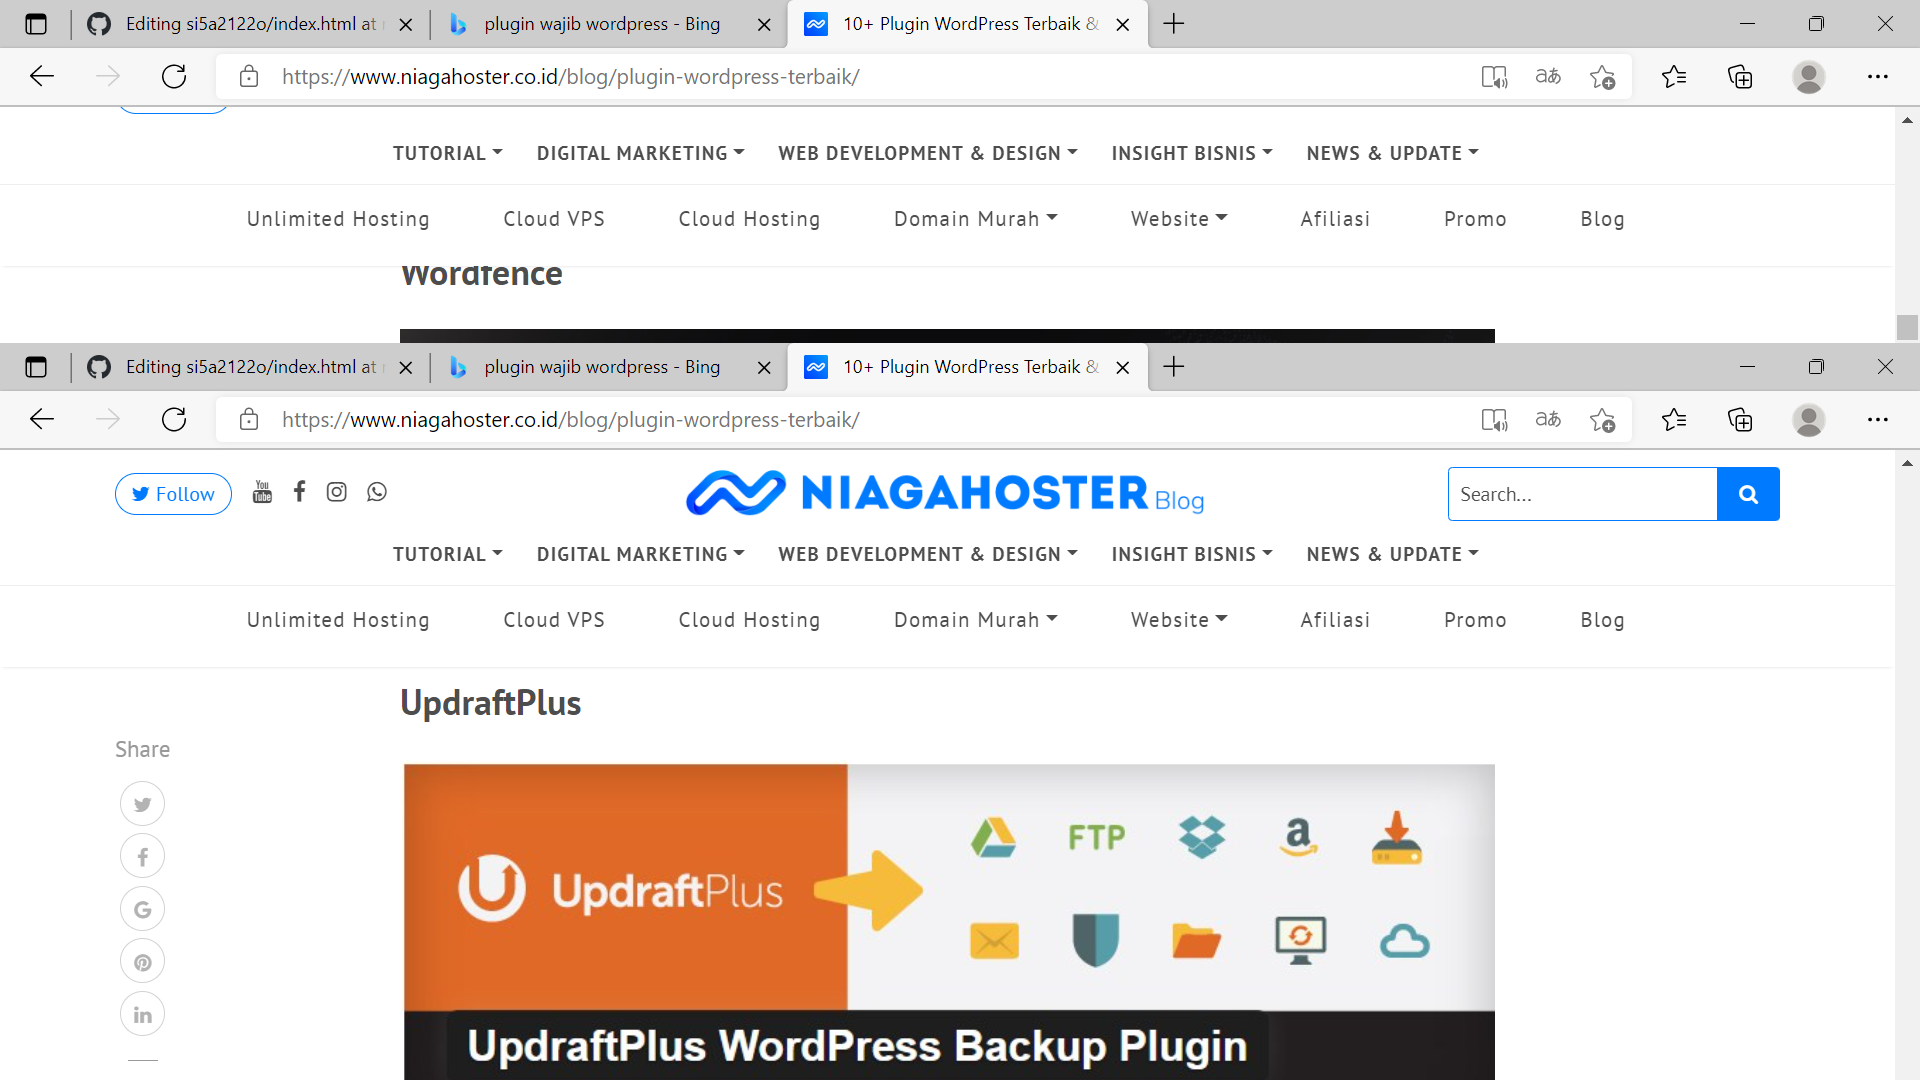 Editing si5a2122o/index.html at
plugin wajib wordpress - Bing
10+ Plugin WordPress Terbaik &
https://www.niagahoster.co.id/blog/plugin-wordpress-terbaik/
TUTORIAL DIGITAL MARKETING WEB DEVELOPMENT & DESIGN INSIGHT BISNIS NEWS & UPDATE
Unlimited Hosting Cloud VPS Cloud Hosting Domain Murah Website Afiliasi Promo Blog
Wordfence
Editing si5a2122o/index.html at
plugin wajib wordpress - Bing
10+ Plugin WordPress Terbaik &
https://www.niagahoster.co.id/blog/plugin-wordpress-terbaik/
Follow
You Tube
NIAGAHOSTER Blog
Search...
TUTORIAL DIGITAL MARKETING WEB DEVELOPMENT & DESIGN INSIGHT BISNIS NEWS & UPDATE
Unlimited Hosting Cloud VPS Cloud Hosting Domain Murah Website Afiliasi Promo Blog
UpdraftPlus
Share
UpdraftPlus
FTP
UpdraftPlus WordPress Backup Plugin